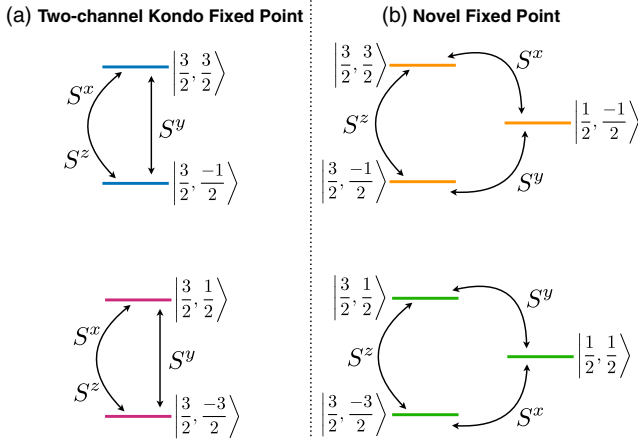 (a) Two-channel Kondo Fixed Point
|3/2, 3/2⟩
S^x
S^y
S^z
|3/2, -1/2⟩
|3/2, 1/2⟩
S^x
S^y
S^z
|3/2, -3/2⟩
(b) Novel Fixed Point
|3/2, 3/2⟩
S^x
S^z
|1/2, -1/2⟩
|3/2, -1/2⟩
S^y
|3/2, 1/2⟩
S^y
S^z
|1/2, 1/2⟩
|3/2, -3/2⟩
S^x